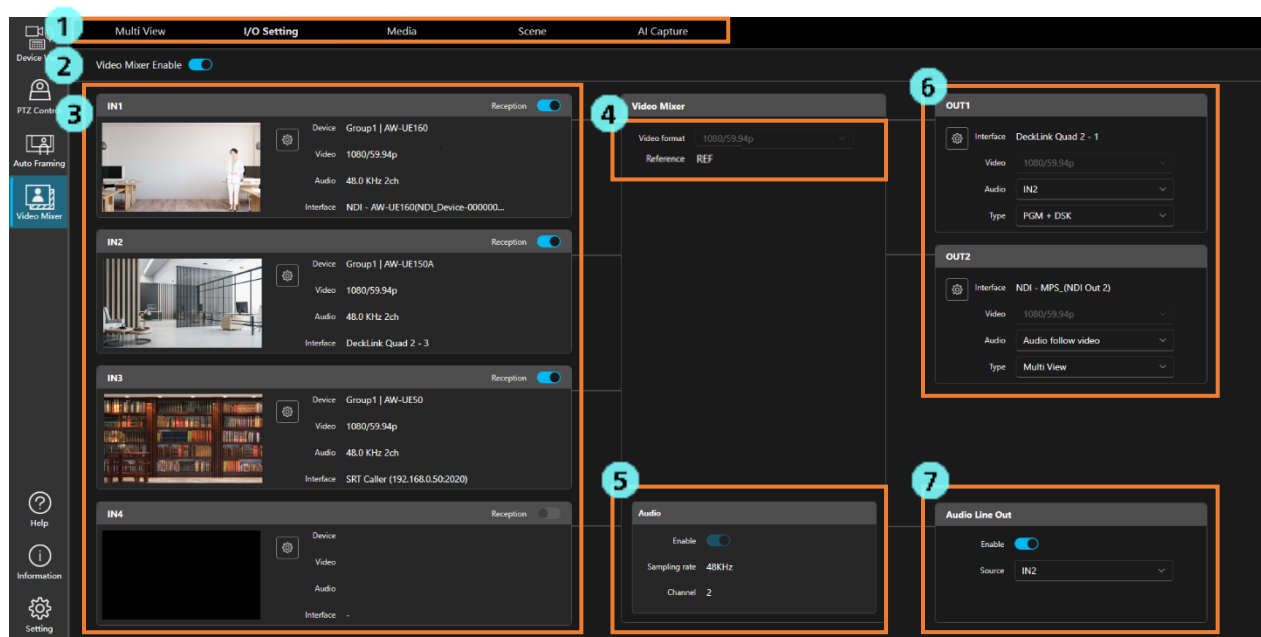 1
Multi View
I/O Setting
Media
Scene
AI Capture
2
Video Mixer Enable
Device
PTZ Control
Auto Framing
Video Mixer
Help
Information
Setting
3
IN1
Reception
Device Group1 | AW-UE160
Video 1080/59.94p
Audio 48.0 KHz 2ch
Interface NDI - AW-UE160(NDI_Device-000000...
IN2
Reception
Device Group1 | AW-UE150A
Video 1080/59.94p
Audio 48.0 KHz 2ch
Interface DeckLink Quad 2 - 3
IN3
Reception
Device Group1 | AW-UE50
Video 1080/59.94p
Audio 48.0 KHz 2ch
Interface SRT Caller (192.168.0.50:2020)
IN4
Reception
Device
Video
Audio
Interface -
4
Video Mixer
Video format 1080/59.94p
Reference REF
5
Audio
Enable
Sampling rate 48KHz
Channel 2
6
OUT1
Interface DeckLink Quad 2 - 1
Video 1080/59.94p
Audio IN2
Type PGM + DSK
OUT2
Interface NDI - MPS_(NDI Out 2)
Video 1080/59.94p
Audio Audio follow video
Type Multi View
7
Audio Line Out
Enable
Source IN2